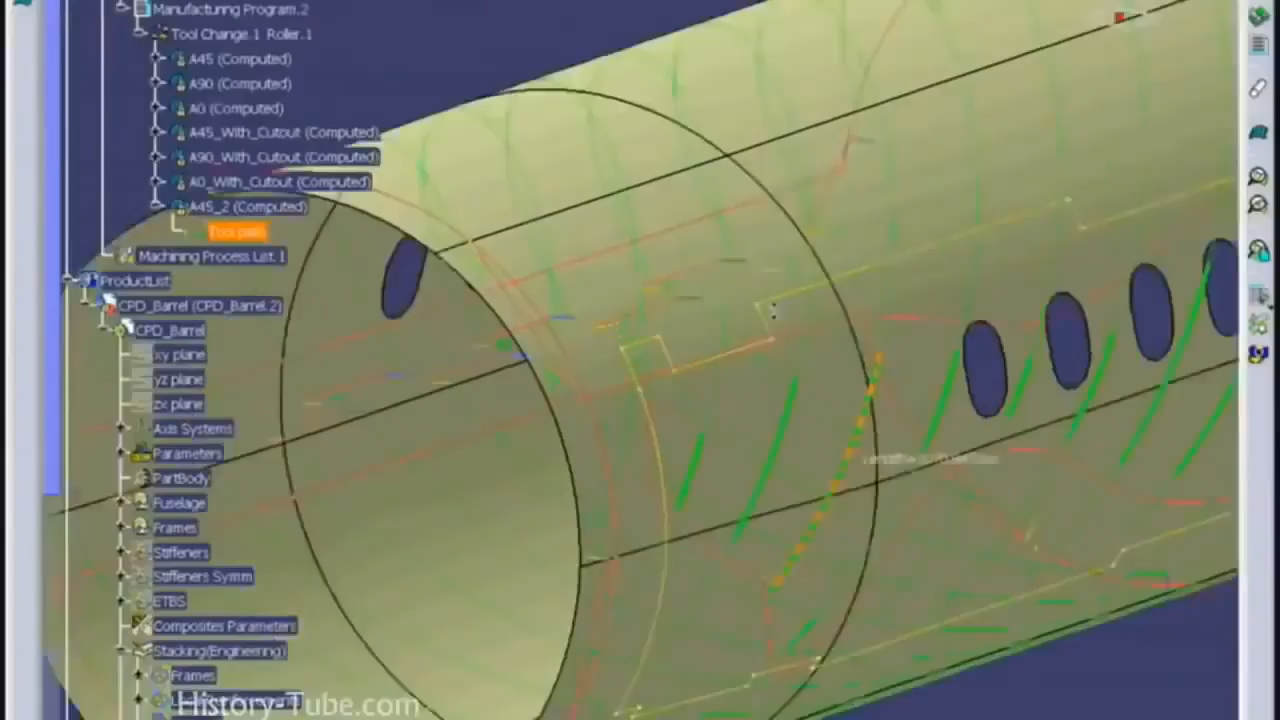 Manufacturing Program.2
Tool Change.1 Roller.1
A45 (Computed)
A90 (Computed)
A0 (Computed)
A45_With_Cutout (Computed)
A90_With_Cutout (Computed)
A0_With_Cutout (Computed)
A45_2 (Computed)
Tool path
Machining Process List.1
ProductList
CPD_Barrel (CPD_Barrel.2)
CPD_Barrel
xy plane
yz plane
zx plane
Axis Systems
Parameters
PartBody
Fuselage
Frames
Stiffeners
Stiffeners Symm
ETBS
Composites Parameters
Stacking(Engineering)
Frames
History-Tube.com